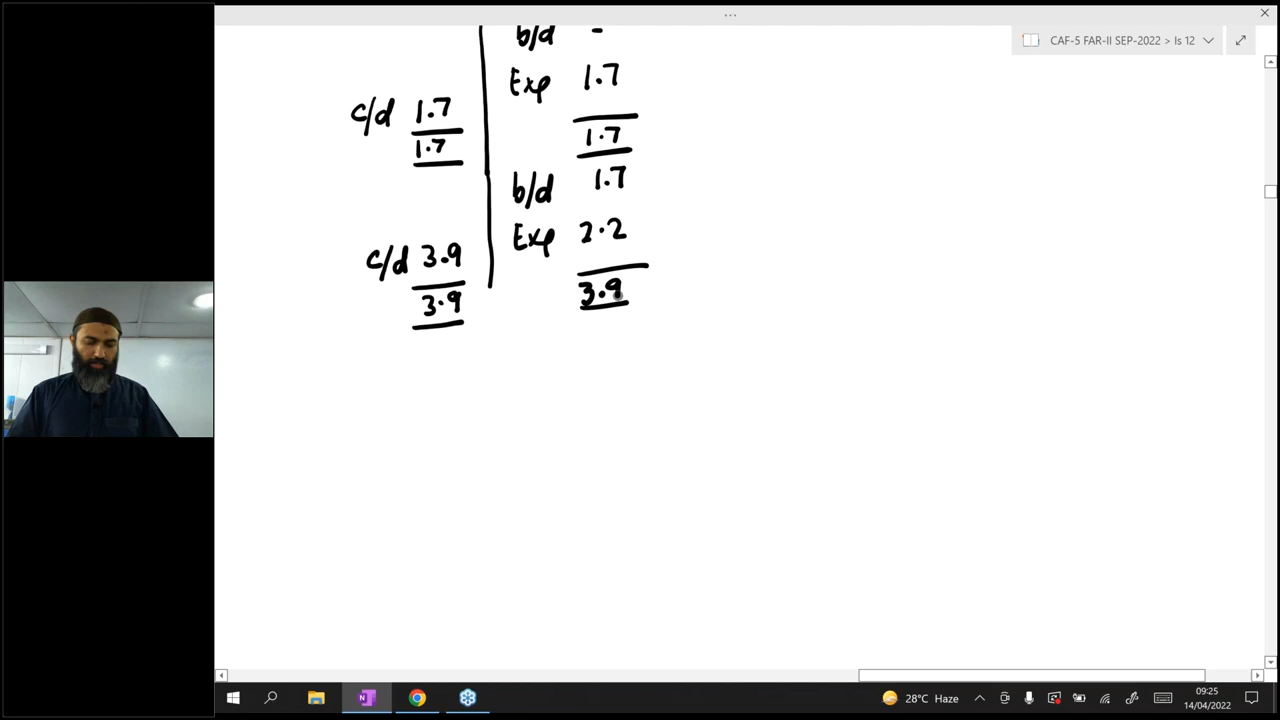 CAF-5 FAR-II SEP-2022 > Is 12
b/d -
Exp 1.7
c/d 1.7
1.7
1.7
b/d 1.7
Exp 2.2
c/d 3.9
3.9
3.9
28°C Haze
09:25
14/04/2022